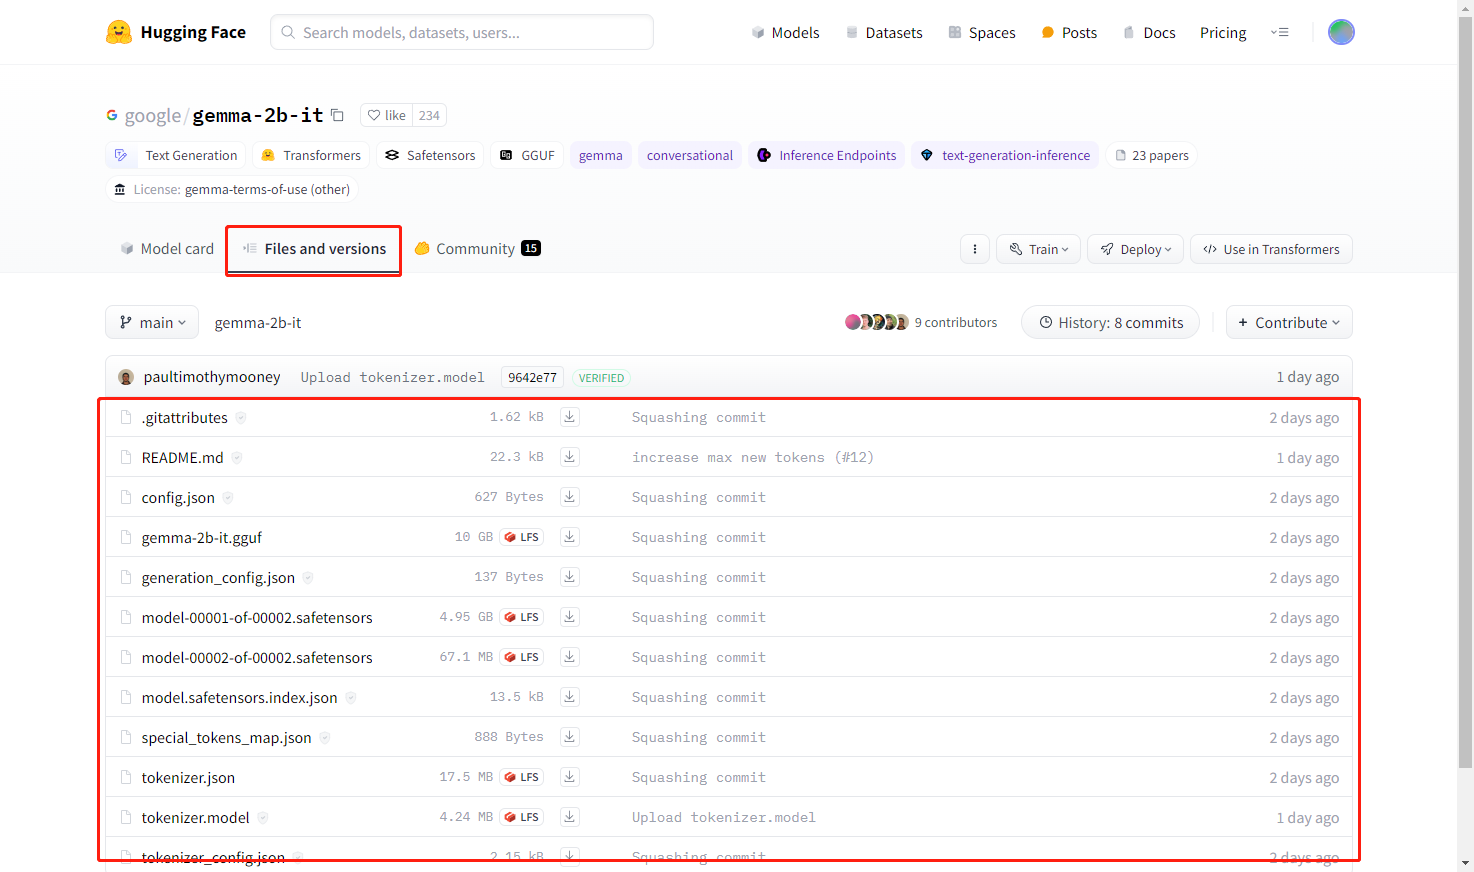 Hugging Face
Search models, datasets, users...
Models
Datasets
Spaces
Posts
Docs
Pricing
google/gemma-2b-it
like 234
Text Generation
Transformers
Safetensors
GGUF
gemma
conversational
Inference Endpoints
text-generation-inference
23 papers
License: gemma-terms-of-use (other)
Model card
Files and versions
Community 15
Train
Deploy
Use in Transformers
main
gemma-2b-it
9 contributors
History: 8 commits
+ Contribute
paultimothymooney Upload tokenizer.model 9642e77 VERIFIED 1 day ago
.gitattributes 1.62 kB Squashing commit 2 days ago
README.md 22.3 kB increase max new tokens (#12) 1 day ago
config.json 627 Bytes Squashing commit 2 days ago
gemma-2b-it.gguf 10 GB LFS Squashing commit 2 days ago
generation_config.json 137 Bytes Squashing commit 2 days ago
model-00001-of-00002.safetensors 4.95 GB LFS Squashing commit 2 days ago
model-00002-of-00002.safetensors 67.1 MB LFS Squashing commit 2 days ago
model.safetensors.index.json 13.5 kB Squashing commit 2 days ago
special_tokens_map.json 888 Bytes Squashing commit 2 days ago
tokenizer.json 17.5 MB LFS Squashing commit 2 days ago
tokenizer.model 4.24 MB LFS Upload tokenizer.model 1 day ago
tokenizer_config.json 2.15 kB Squashing commit 2 days ago